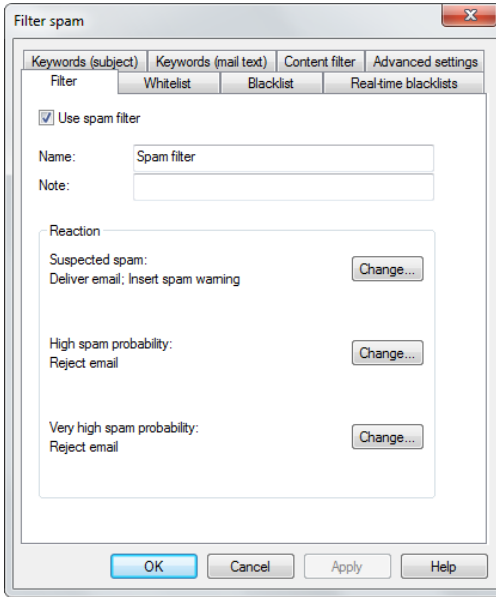 Filter spam
Keywords (subject) Keywords (mail text) Content filter Advanced settings
Filter Whitelist Blacklist Real-time blacklists
Use spam filter
Name: Spam filter
Note:
Reaction
Suspected spam:
Deliver email; Insert spam warning
Change...
High spam probability:
Reject email
Change...
Very high spam probability:
Reject email
Change...
OK Cancel Apply Help